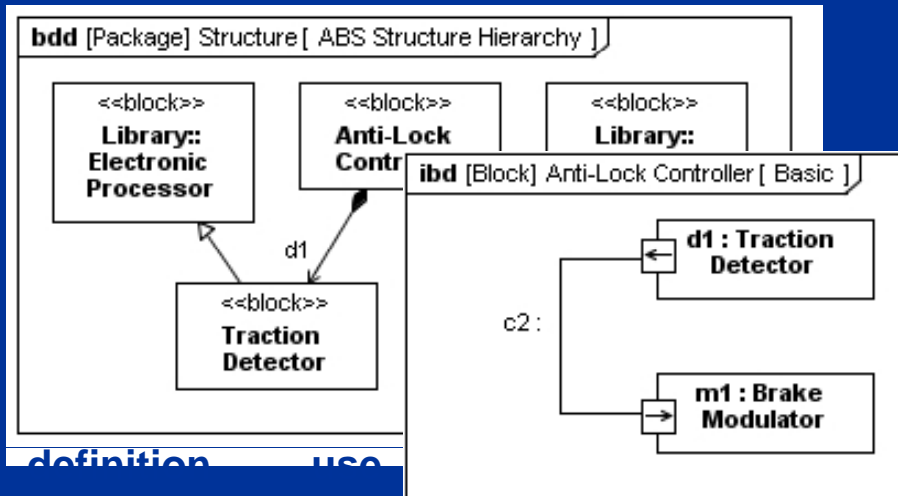 bdd [Package] Structure [ ABS Structure Hierarchy ]
<<block>>
Library::
Electronic
Processor
<<block>>
Anti-Lock
<<block>>
Library::
d1
<<block>>
Traction
Detector
definition use
ibd [Block] Anti-Lock Controller [ Basic ]
d1 : Traction
Detector
c2 :
m1 : Brake
Modulator